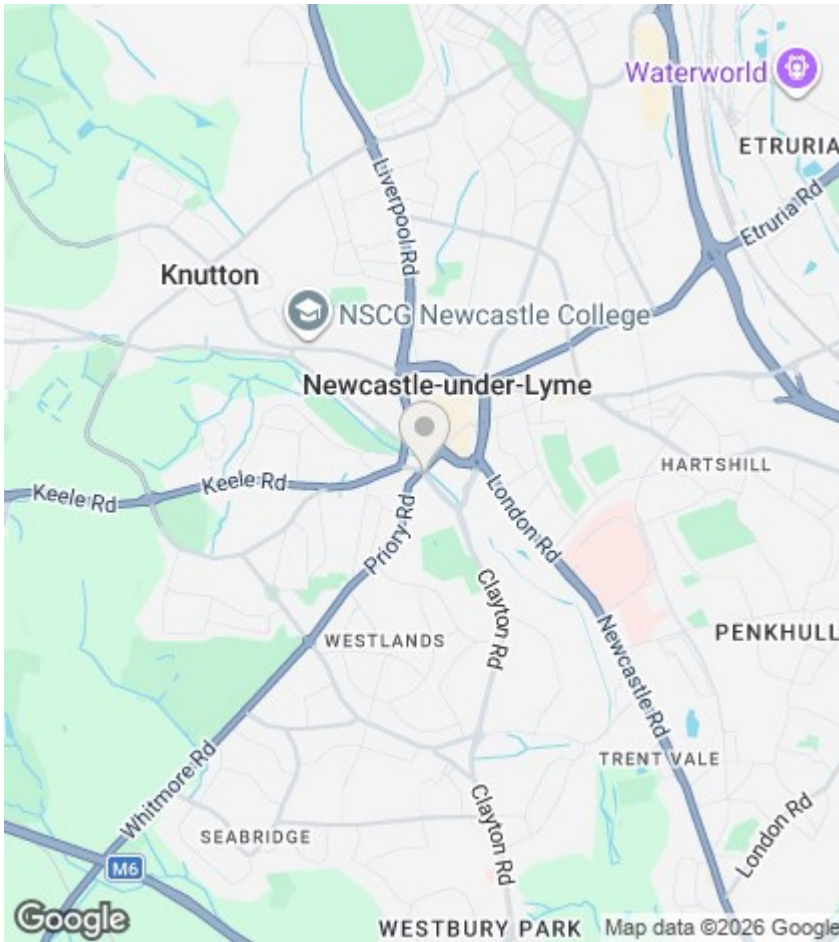 Waterworld
ETRURIA
Etruria Rd
Liverpool Rd
Knutton
NSCG Newcastle College
Newcastle-under-Lyme
HARTSHILL
Keele Rd
Keele Rd
Priory Rd
London Rd
Clayton Rd
PENKHULL
WESTLANDS
Newcastle Rd
TRENT VALE
Whitmore Rd
Clayton Rd
London Rd
SEABRIDGE
M6
Google
WESTBURY PARK
Map data ©2026 Google